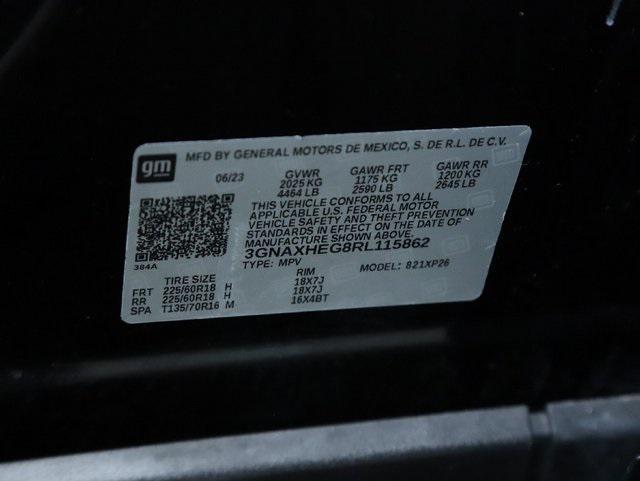 gm MFD BY GENERAL MOTORS DE MEXICO, S. DE R.L. DE C.V.
06/23 GVWR GAWR FRT GAWR RR
2025 KG 1175 KG 1200 KG
4464 LB 2590 LB 2645 LB
THIS VEHICLE CONFORMS TO ALL
APPLICABLE U.S. FEDERAL MOTOR
VEHICLE SAFETY AND THEFT PREVENTION
STANDARDS IN EFFECT ON THE DATE OF
MANUFACTURE SHOWN ABOVE.
3GNAXHEG8RL115862
384A TYPE: MPV MODEL: 821XP26
TIRE SIZE RIM
FRT 225/60R18 H 18X7J
RR 225/60R18 H 18X7J
SPA T135/70R16 M 16X4BT